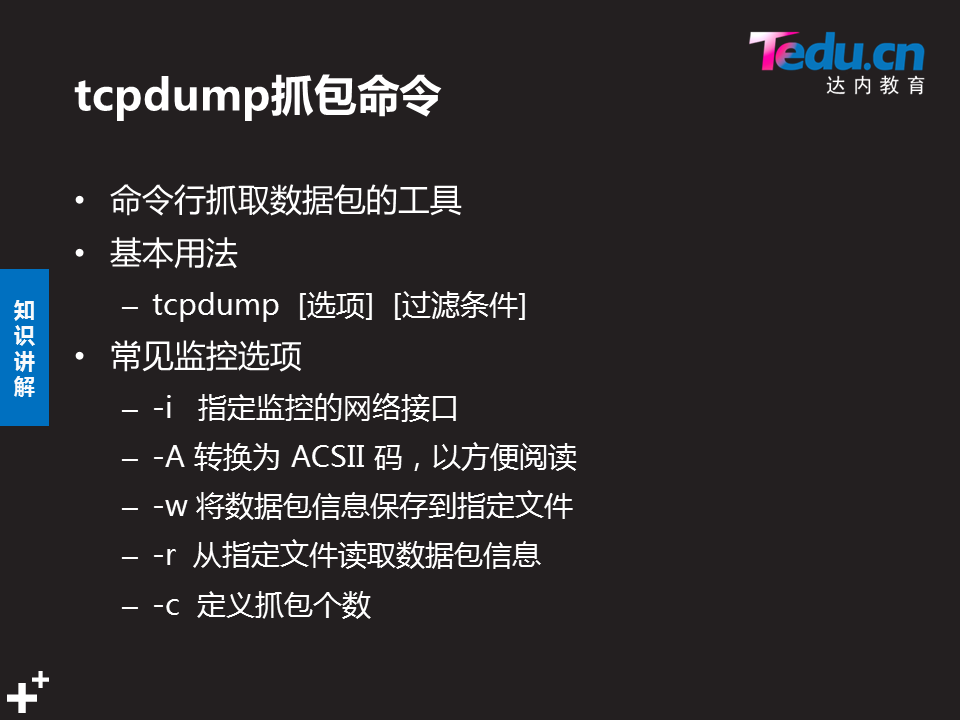 Tedu.cn
达内教育
tcpdump抓包命令
• 命令行抓取数据包的工具
• 基本用法
– tcpdump [选项] [过滤条件]
• 常见监控选项
– -i 指定监控的网络接口
– -A 转换为 ACSII 码，以方便阅读
– -w 将数据包信息保存到指定文件
– -r 从指定文件读取数据包信息
– -c 定义抓包个数
知识讲解